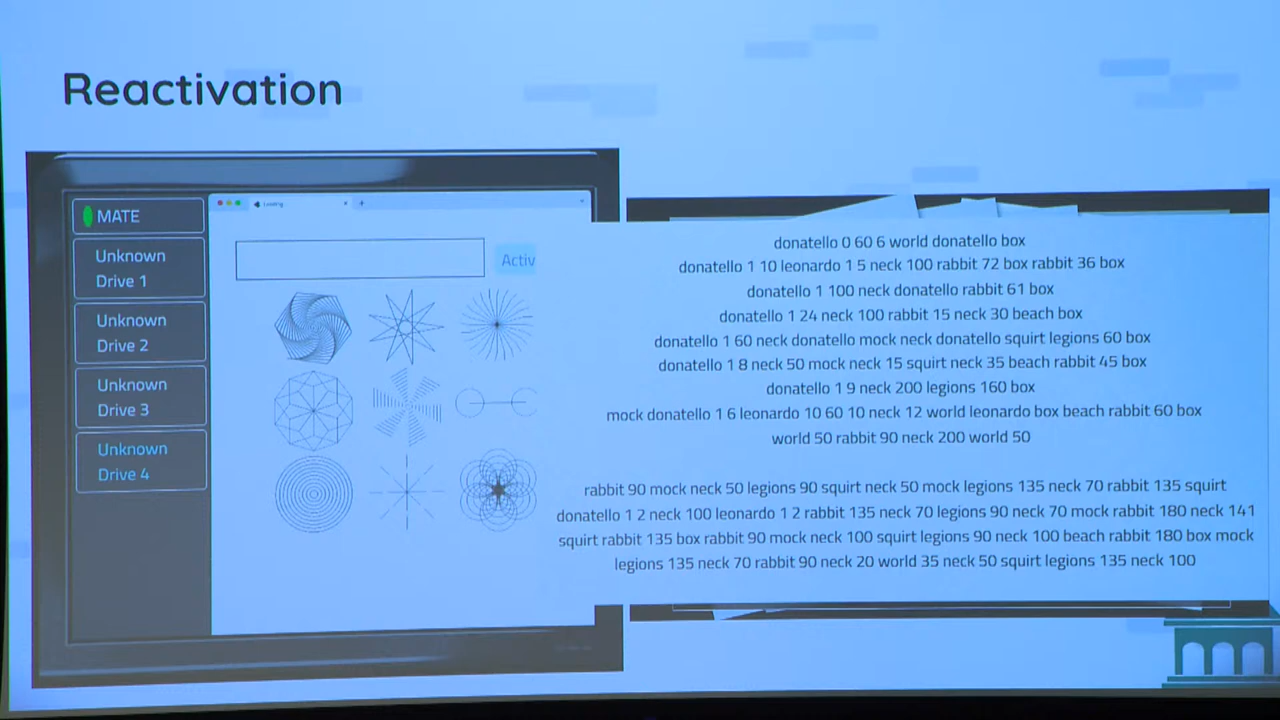 Reactivation
MATE
Unknown
Drive 1
Unknown
Drive 2
Unknown
Drive 3
Unknown
Drive 4
Loading
Activ
donatello 0 60 6 world donatello box
donatello 1 10 leonardo 1 5 neck 100 rabbit 72 box rabbit 36 box
donatello 1 100 neck donatello rabbit 61 box
donatello 1 24 neck 100 rabbit 15 neck 30 beach box
donatello 1 60 neck donatello mock neck donatello squirt legions 60 box
donatello 1 8 neck 50 mock neck 15 squirt neck 35 beach rabbit 45 box
donatello 1 9 neck 200 legions 160 box
mock donatello 1 6 leonardo 10 60 10 neck 12 world leonardo box beach rabbit 60 box
world 50 rabbit 90 neck 200 world 50
rabbit 90 mock neck 50 legions 90 squirt neck 50 mock legions 135 neck 70 rabbit 135 squirt
donatello 1 2 neck 100 leonardo 1 2 rabbit 135 neck 70 legions 90 neck 70 mock rabbit 180 neck 141
squirt rabbit 135 box rabbit 90 mock neck 100 squirt legions 90 neck 100 beach rabbit 180 box mock
legions 135 neck 70 rabbit 90 neck 20 world 35 neck 50 squirt legions 135 neck 100